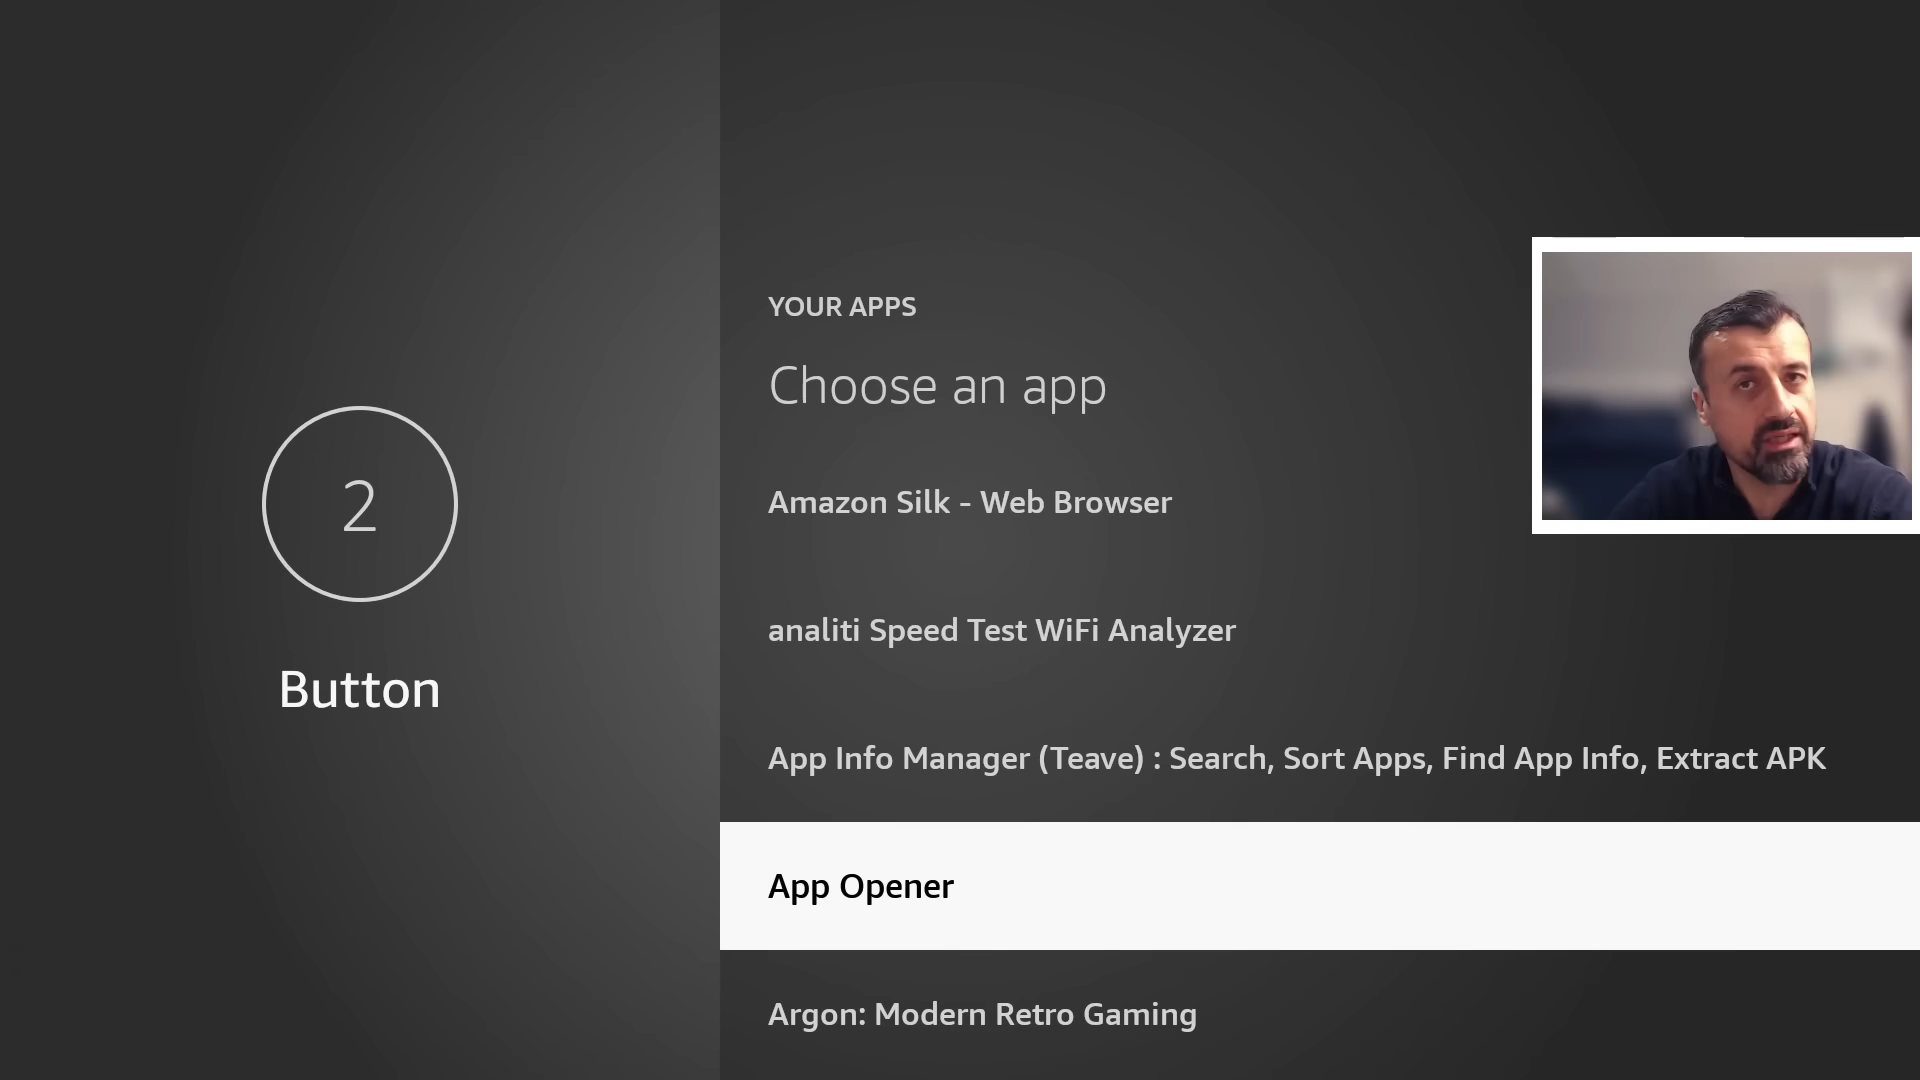 2
Button
YOUR APPS
Choose an app
Amazon Silk - Web Browser
analiti Speed Test WiFi Analyzer
App Info Manager (Teave) : Search, Sort Apps, Find App Info, Extract APK
App Opener
Argon: Modern Retro Gaming